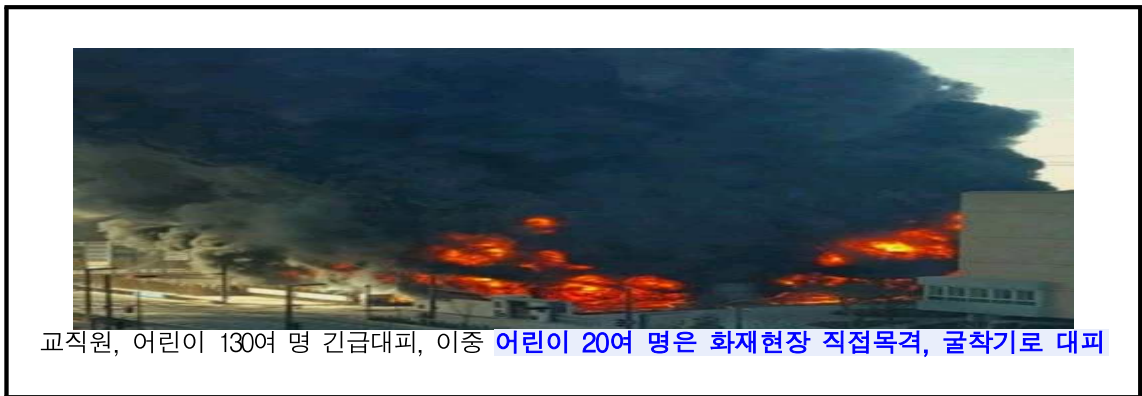 교직원, 어린이 130여 명 긴급대피, 이중 어린이 20여 명은 화재현장 직접목격, 굴착기로 대피